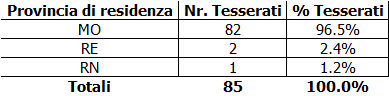 Provincia di residenza Nr. Tesserati % Tesserati
MO 82 96.5%
RE 2 2.4%
RN 1 1.2%
Totali 85 100.0%